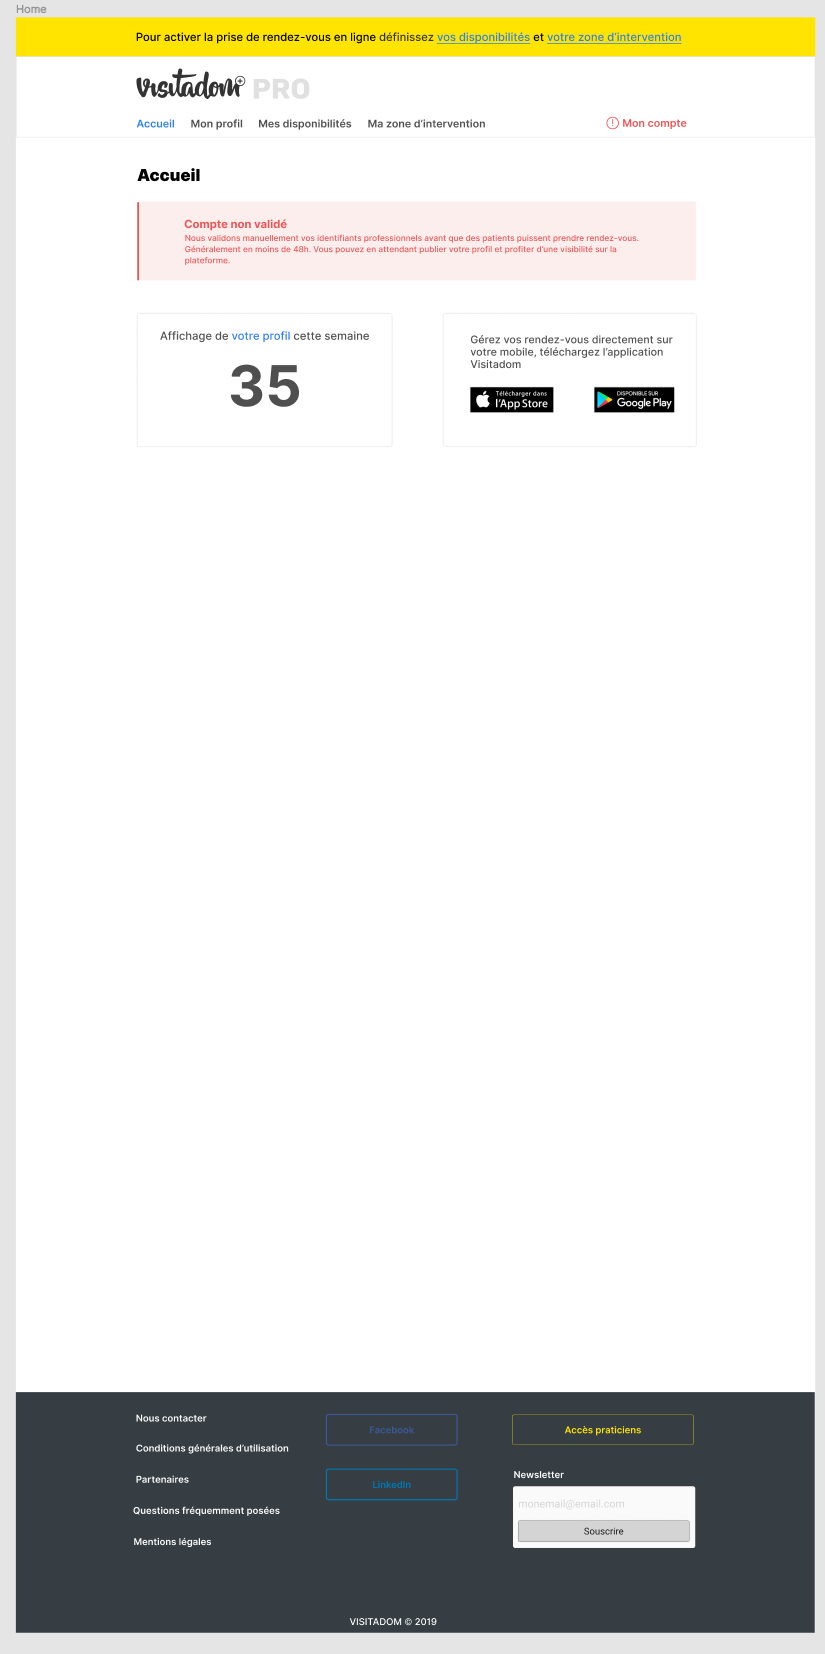 Home
Pour activer la prise de rendez-vous en ligne définissez vos disponibilités et votre zone d'intervention
visitadom PRO
Accueil Mon profil Mes disponibilités Ma zone d'intervention Mon compte
Accueil
Compte non validé
Nous validons manuellement vos identifiants professionnels avant que des patients puissent prendre rendez-vous.
Généralement en moins de 48h. Vous pouvez en attendant publier votre profil et profiter d'une visibilité sur la
plateforme.
Affichage de votre profil cette semaine
35
Gérez vos rendez-vous directement sur
votre mobile, téléchargez l'application
Visitadom
Télécharger dans
l'App Store
DISPONIBLE SUR
Google Play
Nous contacter
Conditions générales d'utilisation
Partenaires
Questions fréquemment posées
Mentions légales
Facebook
LinkedIn
Accès praticiens
Newsletter
monemail@email.com
Souscrire
VISITADOM © 2019